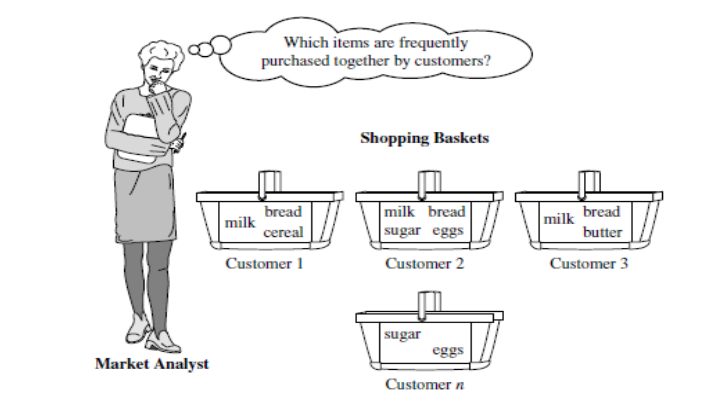 Which items are frequently
purchased together by customers?
Shopping Baskets
milk bread
cereal
Customer 1
milk bread
sugar eggs
Customer 2
milk bread
butter
Customer 3
sugar
eggs
Customer n
Market Analyst